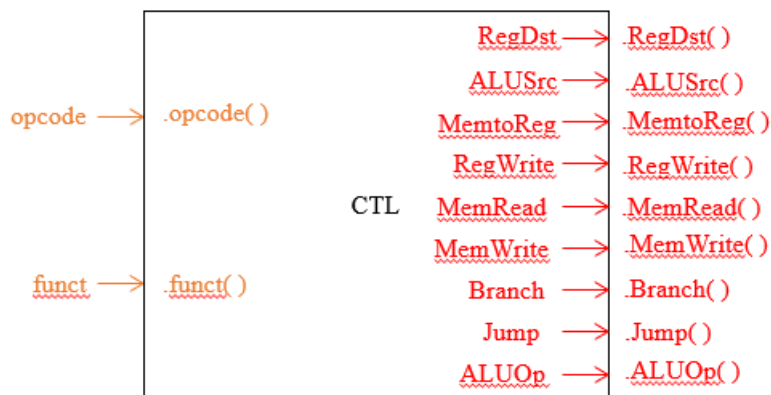 RegDst .RegDst( )
ALUSrc .ALUSrc( )
opcode .opcode( ) MemtoReg .MemtoReg( )
RegWrite .RegWrite( )
CTL MemRead .MemRead( )
MemWrite .MemWrite( )
funct .funct( ) Branch .Branch( )
Jump .Jump( )
ALUOp .ALUOp( )